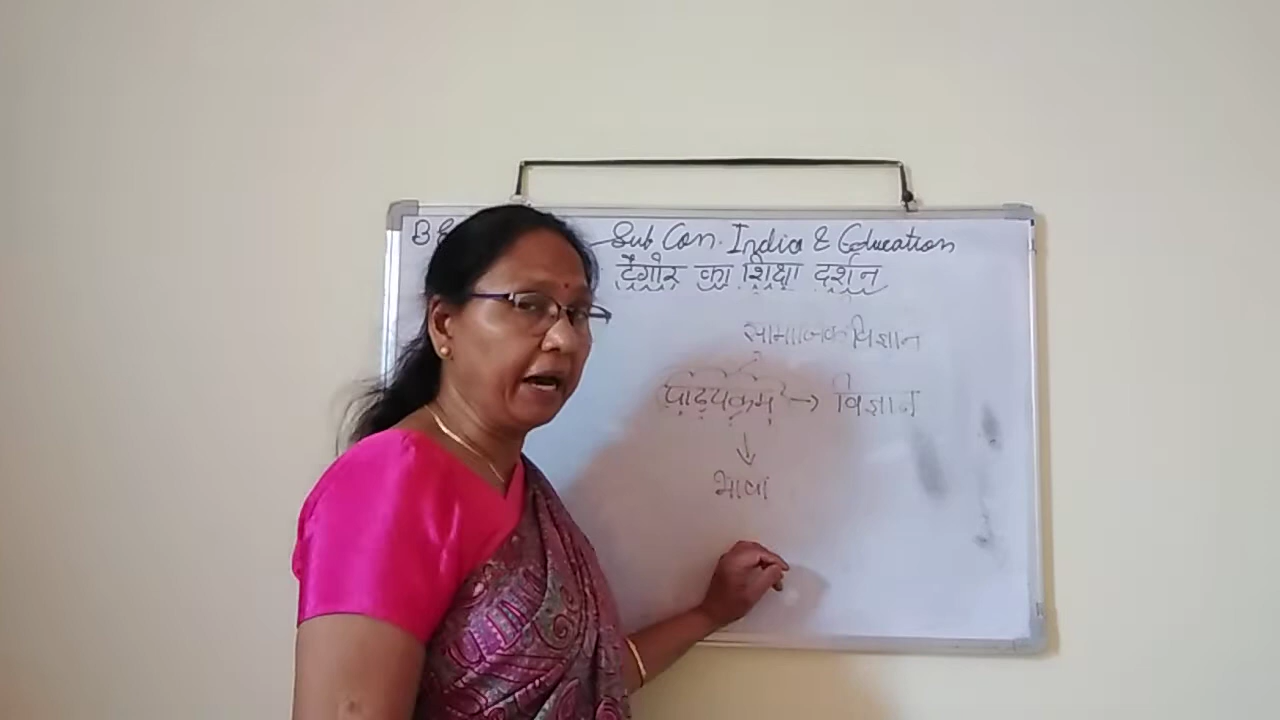 B E - Sub Con. India & Education
टैगोर का शिक्षा दर्शन
सामाजिक विज्ञान
पाठ्यक्रम → विज्ञान
↓
भाषा